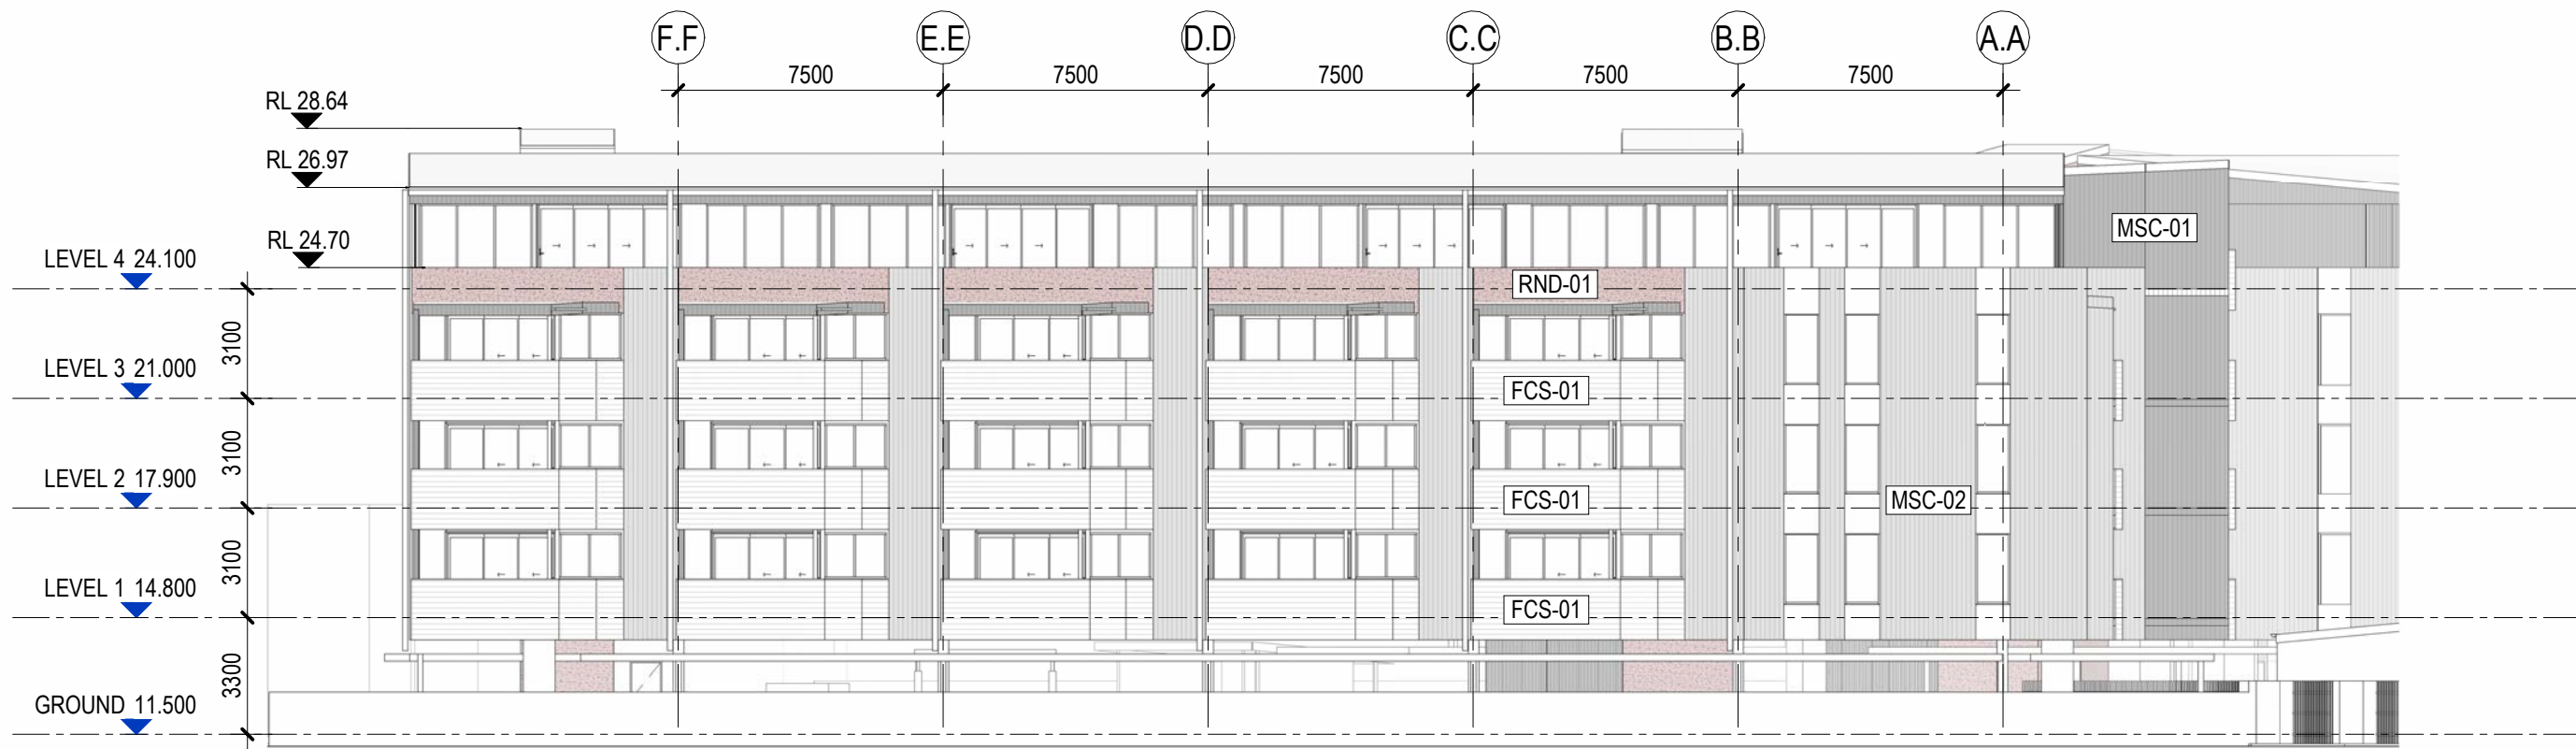 F.F E.E D.D C.C B.B A.A
7500 7500 7500 7500 7500
RL 28.64
RL 26.97
MSC-01
RL 24.70
LEVEL 4 24.100
RND-01
3100
LEVEL 3 21.000
FCS-01
3100
LEVEL 2 17.900
FCS-01 MSC-02
3100
LEVEL 1 14.800
FCS-01
3300
GROUND 11.500